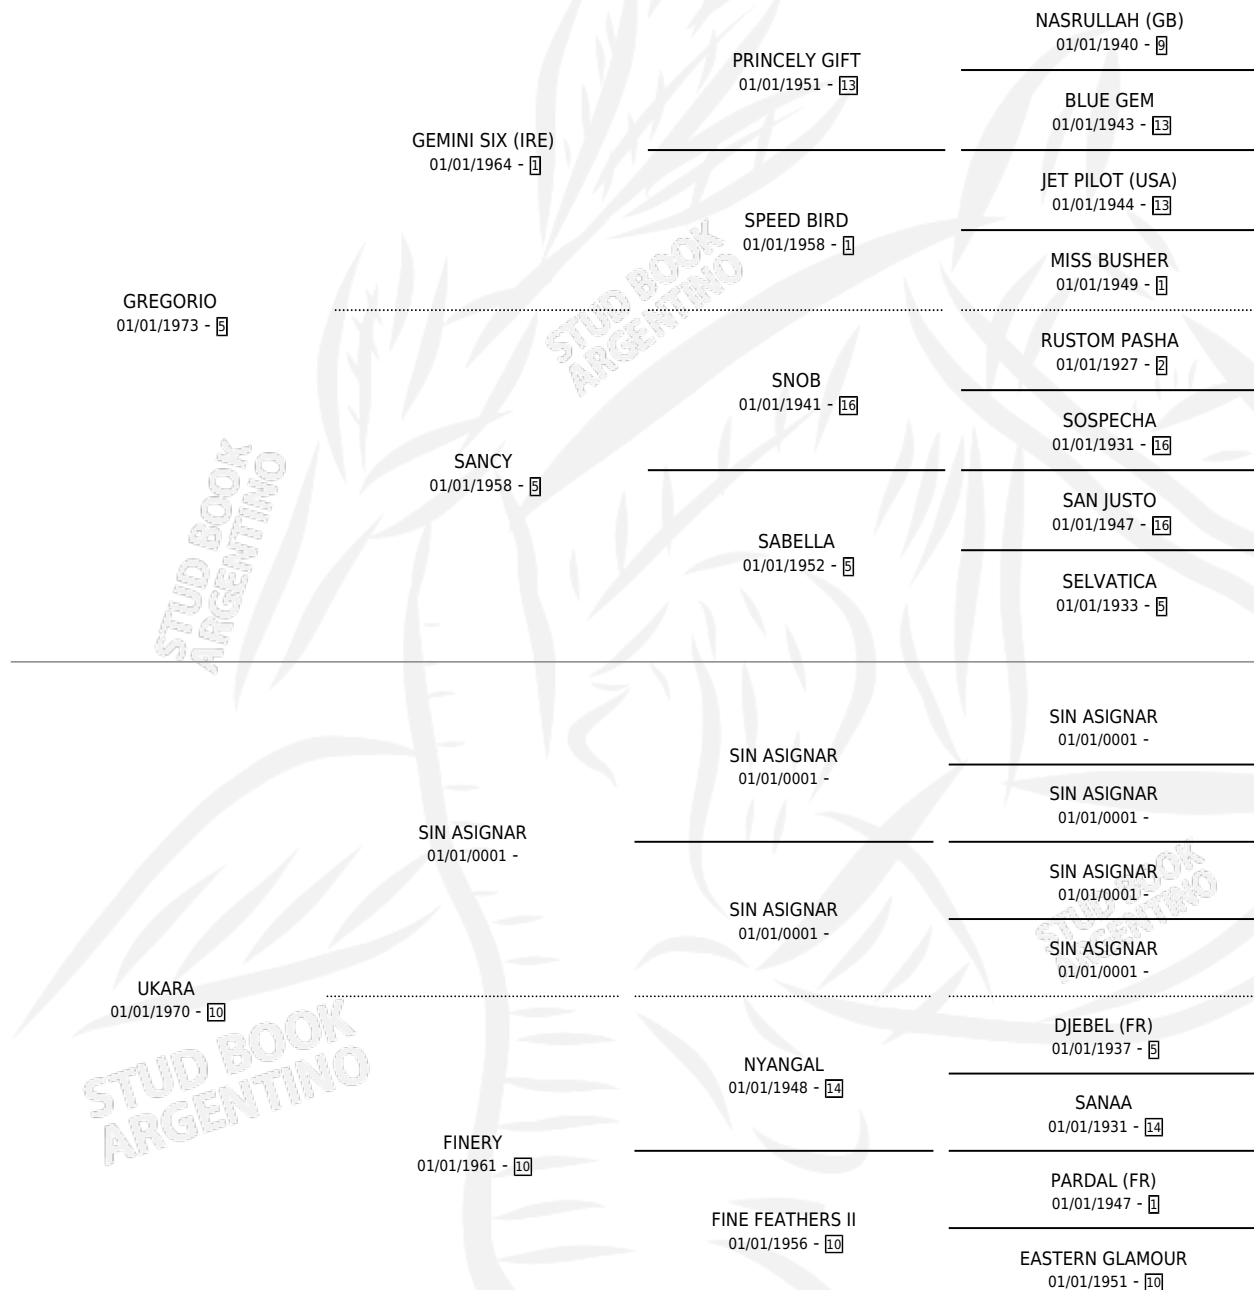 NASRULLAH (GB)
01/01/1940 - 9
PRINCELY GIFT
01/01/1951 - 13
BLUE GEM
01/01/1943 - 13
GEMINI SIX (IRE)
01/01/1964 - 1
JET PILOT (USA)
01/01/1944 - 13
SPEED BIRD
01/01/1958 - 1
MISS BUSHER
01/01/1949 - 1
GREGORIO
01/01/1973 - 5
RUSTOM PASHA
01/01/1927 - 2
SNOB
01/01/1941 - 16
SOSPECHA
01/01/1931 - 16
SANCY
01/01/1958 - 5
SAN JUSTO
01/01/1947 - 16
SABELLA
01/01/1952 - 5
SELVATICA
01/01/1933 - 5
SIN ASIGNAR
01/01/0001 -
SIN ASIGNAR
01/01/0001 -
SIN ASIGNAR
01/01/0001 -
SIN ASIGNAR
01/01/0001 -
SIN ASIGNAR
01/01/0001 -
SIN ASIGNAR
01/01/0001 -
SIN ASIGNAR
01/01/0001 -
UKARA
01/01/1970 - 10
DJEBEL (FR)
01/01/1937 - 5
NYANGAL
01/01/1948 - 14
SANAA
01/01/1931 - 14
FINERY
01/01/1961 - 10
PARDAL (FR)
01/01/1947 - 1
FINE FEATHERS II
01/01/1956 - 10
EASTERN GLAMOUR
01/01/1951 - 10
STUD BOOK
ARGENTINO
STUD BOOK
ARGENTINO
STUD BOOK
ARGENTINO
STUD BOOK
ARGENTINO